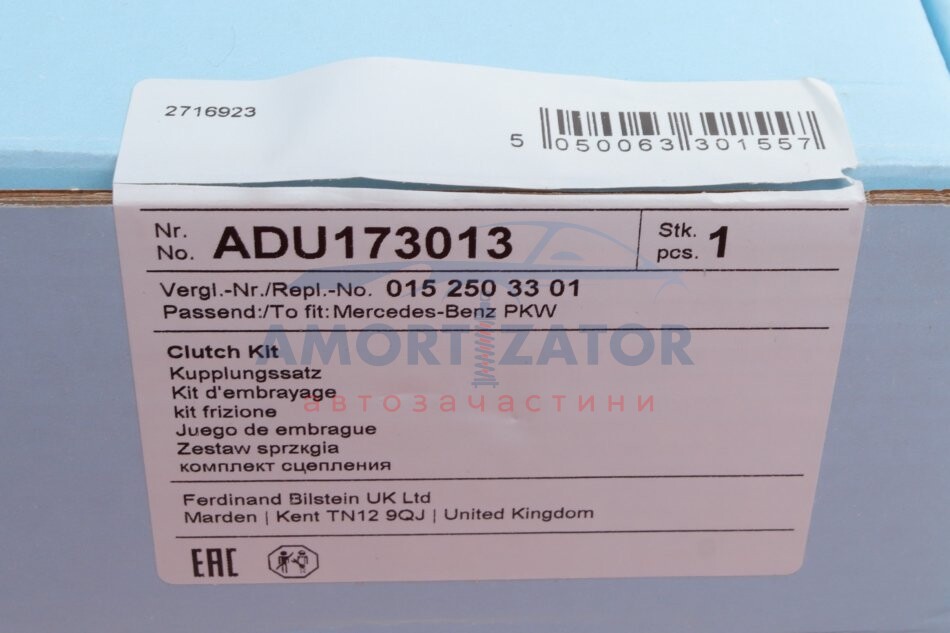 2716923
5 050063 301557
Nr.
No. ADU173013
Stk.
pcs. 1
Vergl.-Nr./Repl.-No. 015 250 33 01
Passend:/To fit: Mercedes-Benz PKW
AMORTIZATOR
автозачастини
Clutch Kit
Kupplungssatz
Kit d'embrayage
kit frizione
Juego de embrague
Zestaw sprzкgia
комплект сцепления
Ferdinand Bilstein UK Ltd
Marden | Kent TN12 9QJ | United Kingdom
EAC